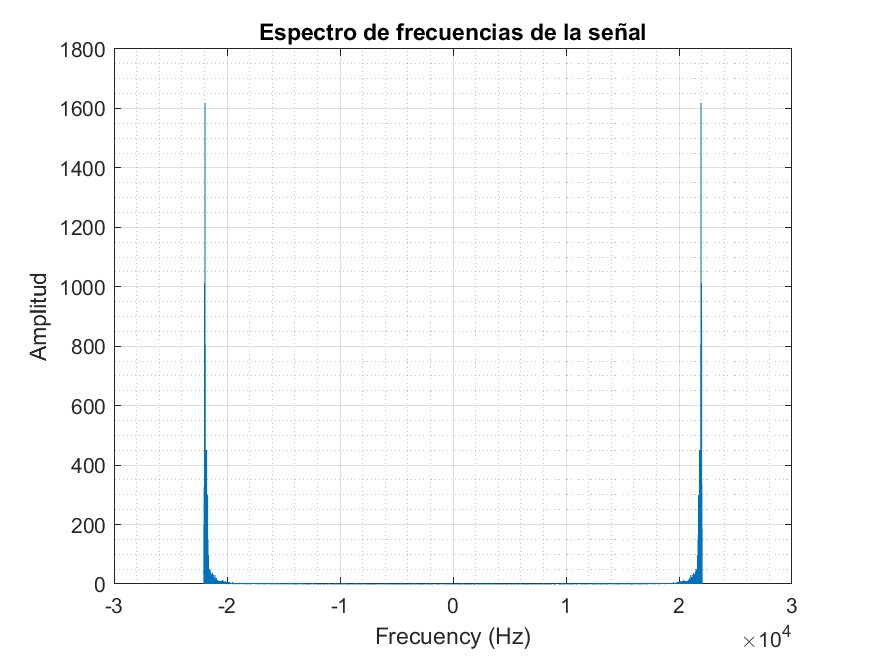 Espectro de frecuencias de la señal
1800
1600
1400
1200
1000
800
600
400
200
0
Amplitud
-3 -2 -1 0 1 2 3
Frecuency (Hz)
×10⁴